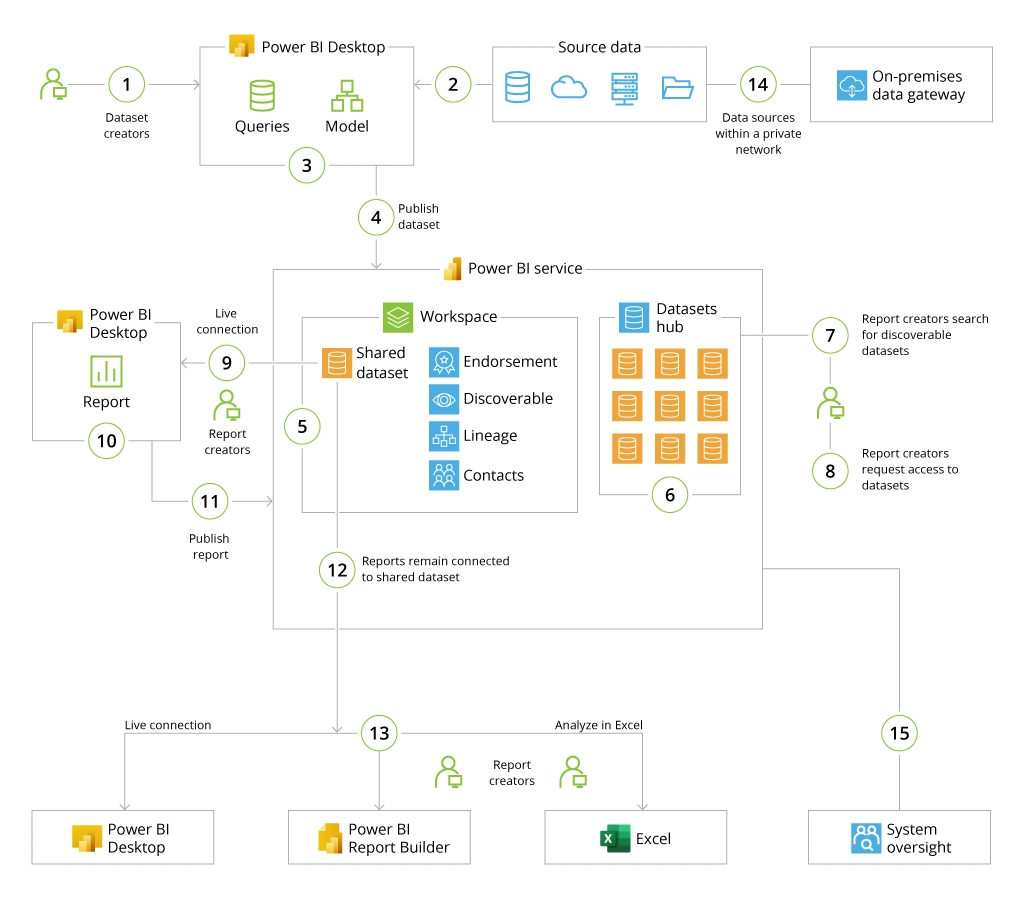 Power BI Desktop
Source data
1
2
14
On-premises
data gateway
Dataset
creators
Queries
Model
Data sources
within a private
network
3
4
Publish
dataset
Power BI service
Power BI
Desktop
Live
connection
Workspace
Datasets
hub
7
Report creators search
for discoverable
datasets
9
Shared
dataset
Endorsement
Report
Discoverable
10
Report
creators
5
Lineage
Contacts
8
Report creators
request access to
datasets
11
6
Publish
report
12
Reports remain connected
to shared dataset
Live connection
13
Analyze in Excel
15
Report
creators
Power BI
Desktop
Power BI
Report Builder
Excel
System
oversight